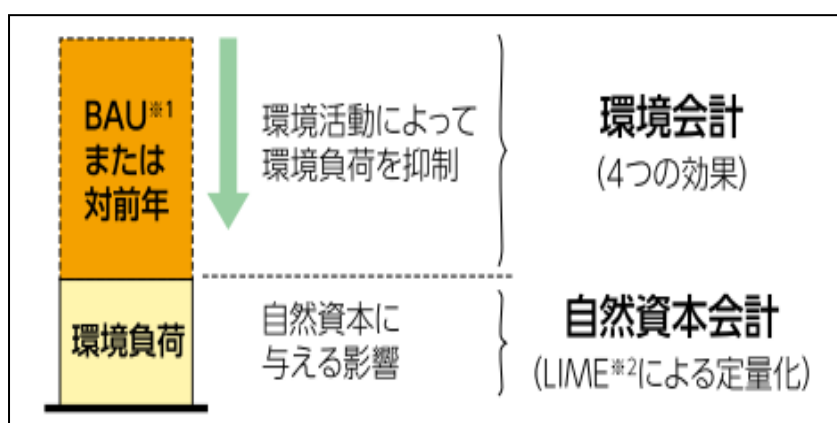 BAU※1
または
対前年
環境活動によって
環境負荷を抑制
環境会計
(4つの効果)
環境負荷
自然資本に
与える影響
自然資本会計
(LIME※2による定量化)